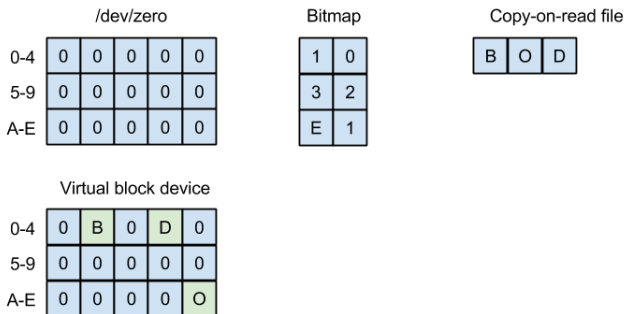 /dev/zero
0-4 0 0 0 0 0
5-9 0 0 0 0 0
A-E 0 0 0 0 0
Bitmap
1 0
3 2
E 1
Copy-on-read file
B O D
Virtual block device
0-4 0 B 0 D 0
5-9 0 0 0 0 0
A-E 0 0 0 0 O